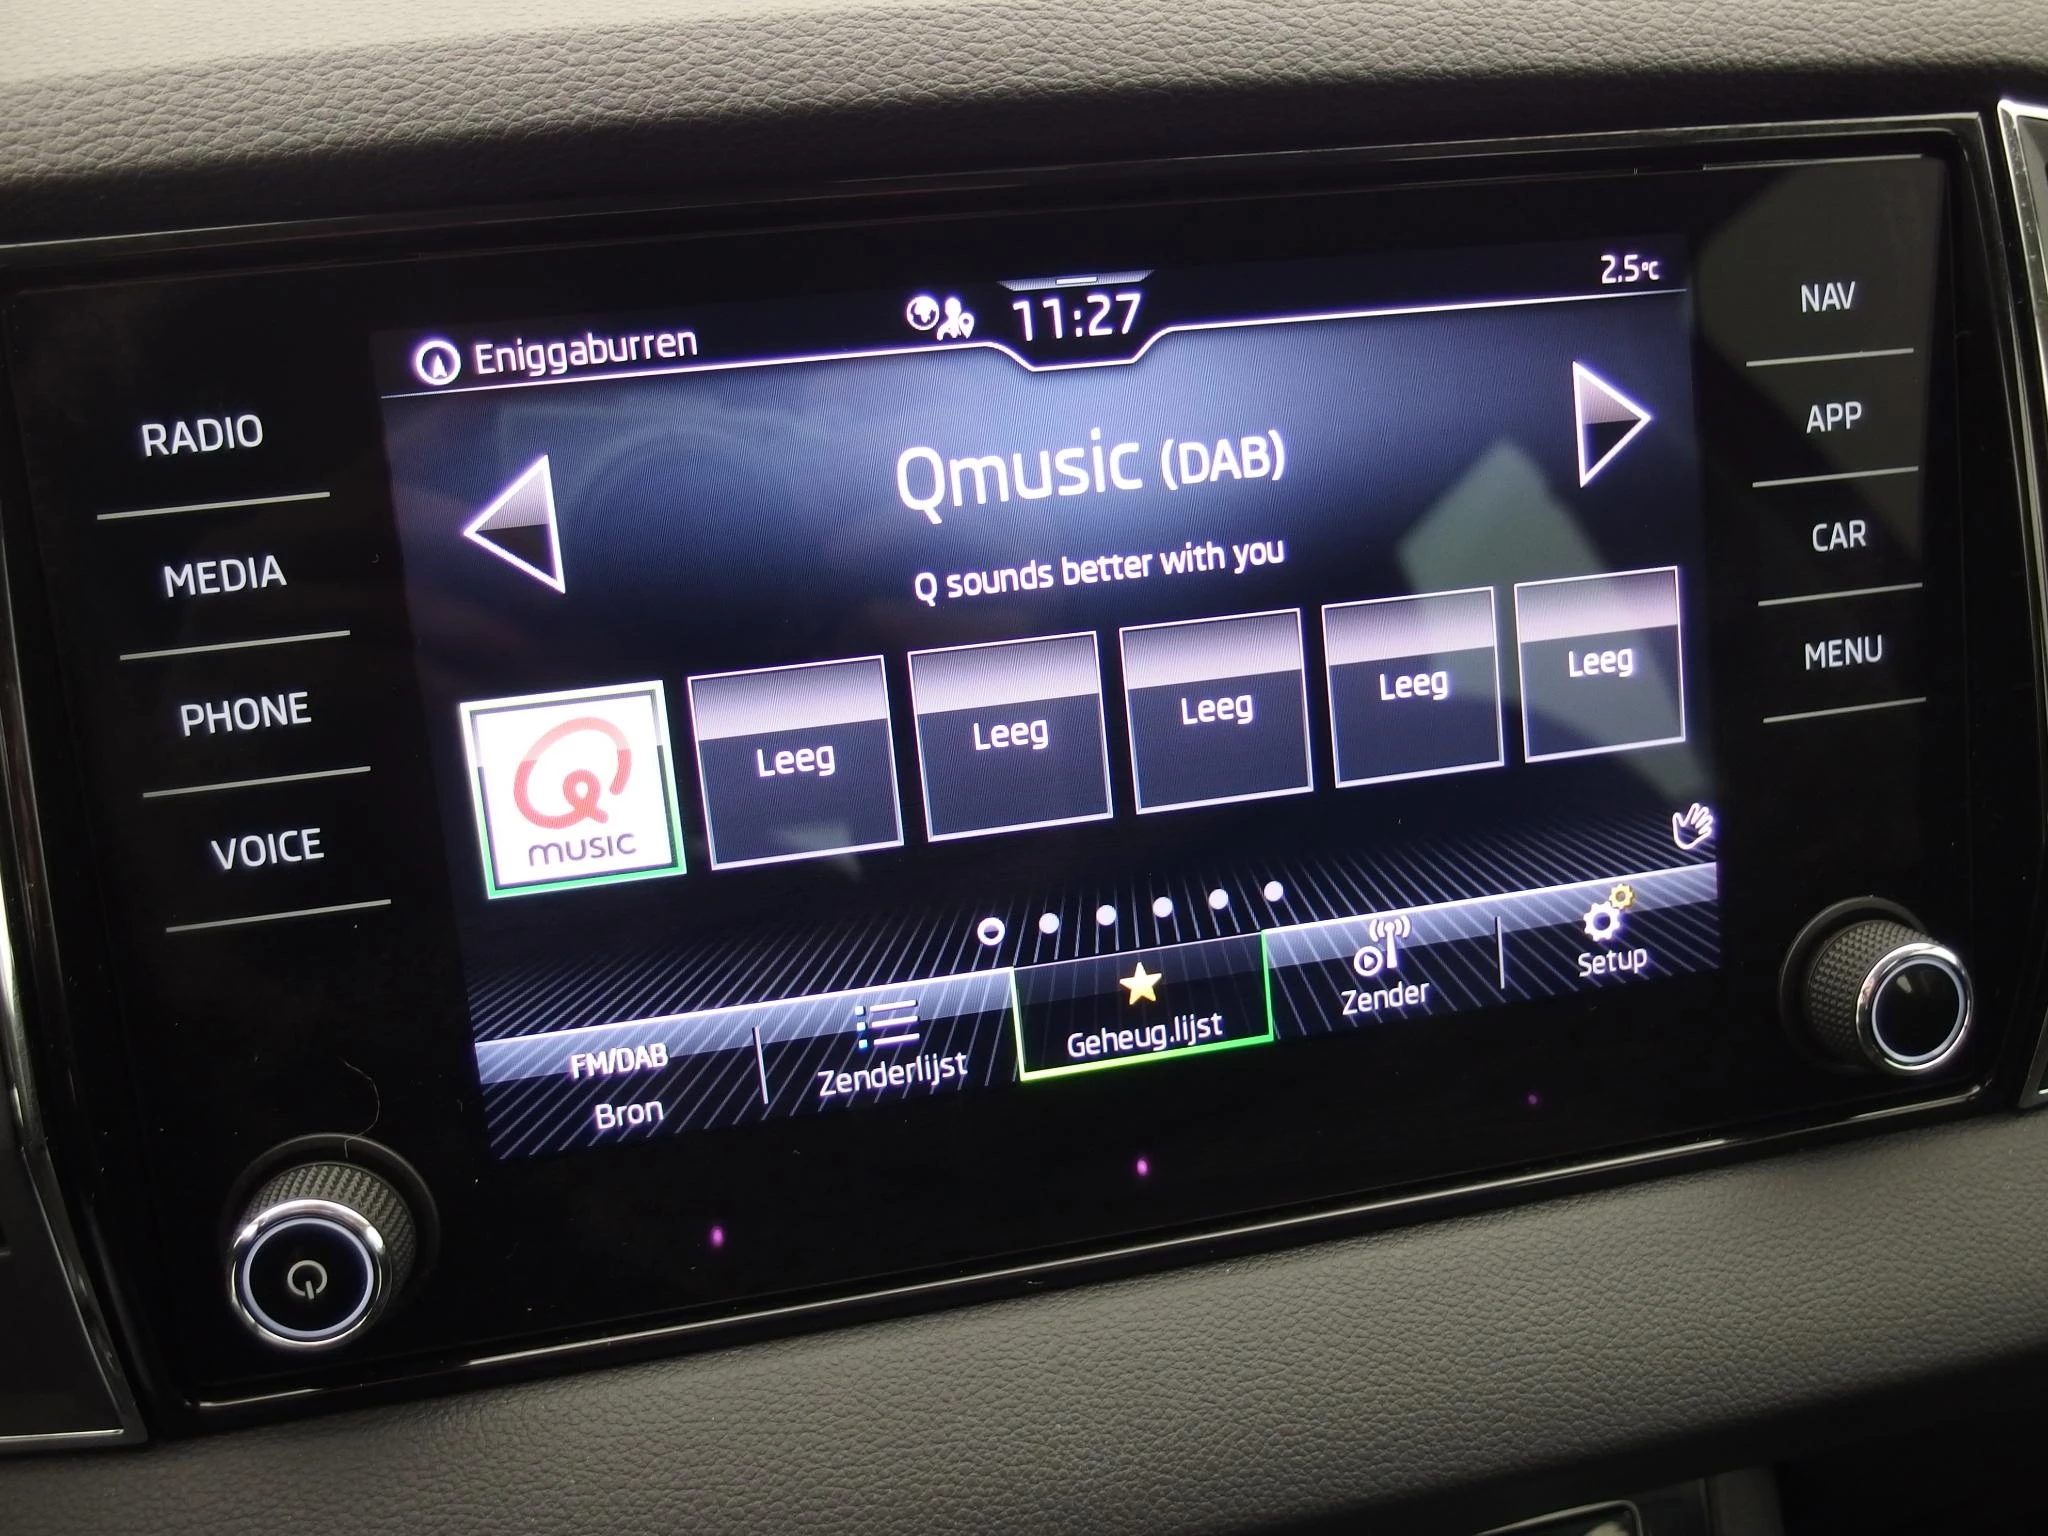 Eniggaburren
11:27
2.5°C
RADIO
MEDIA
PHONE
VOICE
NAV
APP
CAR
MENU
Qmusic (DAB)
Q sounds better with you
MUSIC
Leeg
Leeg
Leeg
Leeg
Leeg
FM/DAB
Bron
Zenderlijst
Geheug.lijst
Zender
Setup